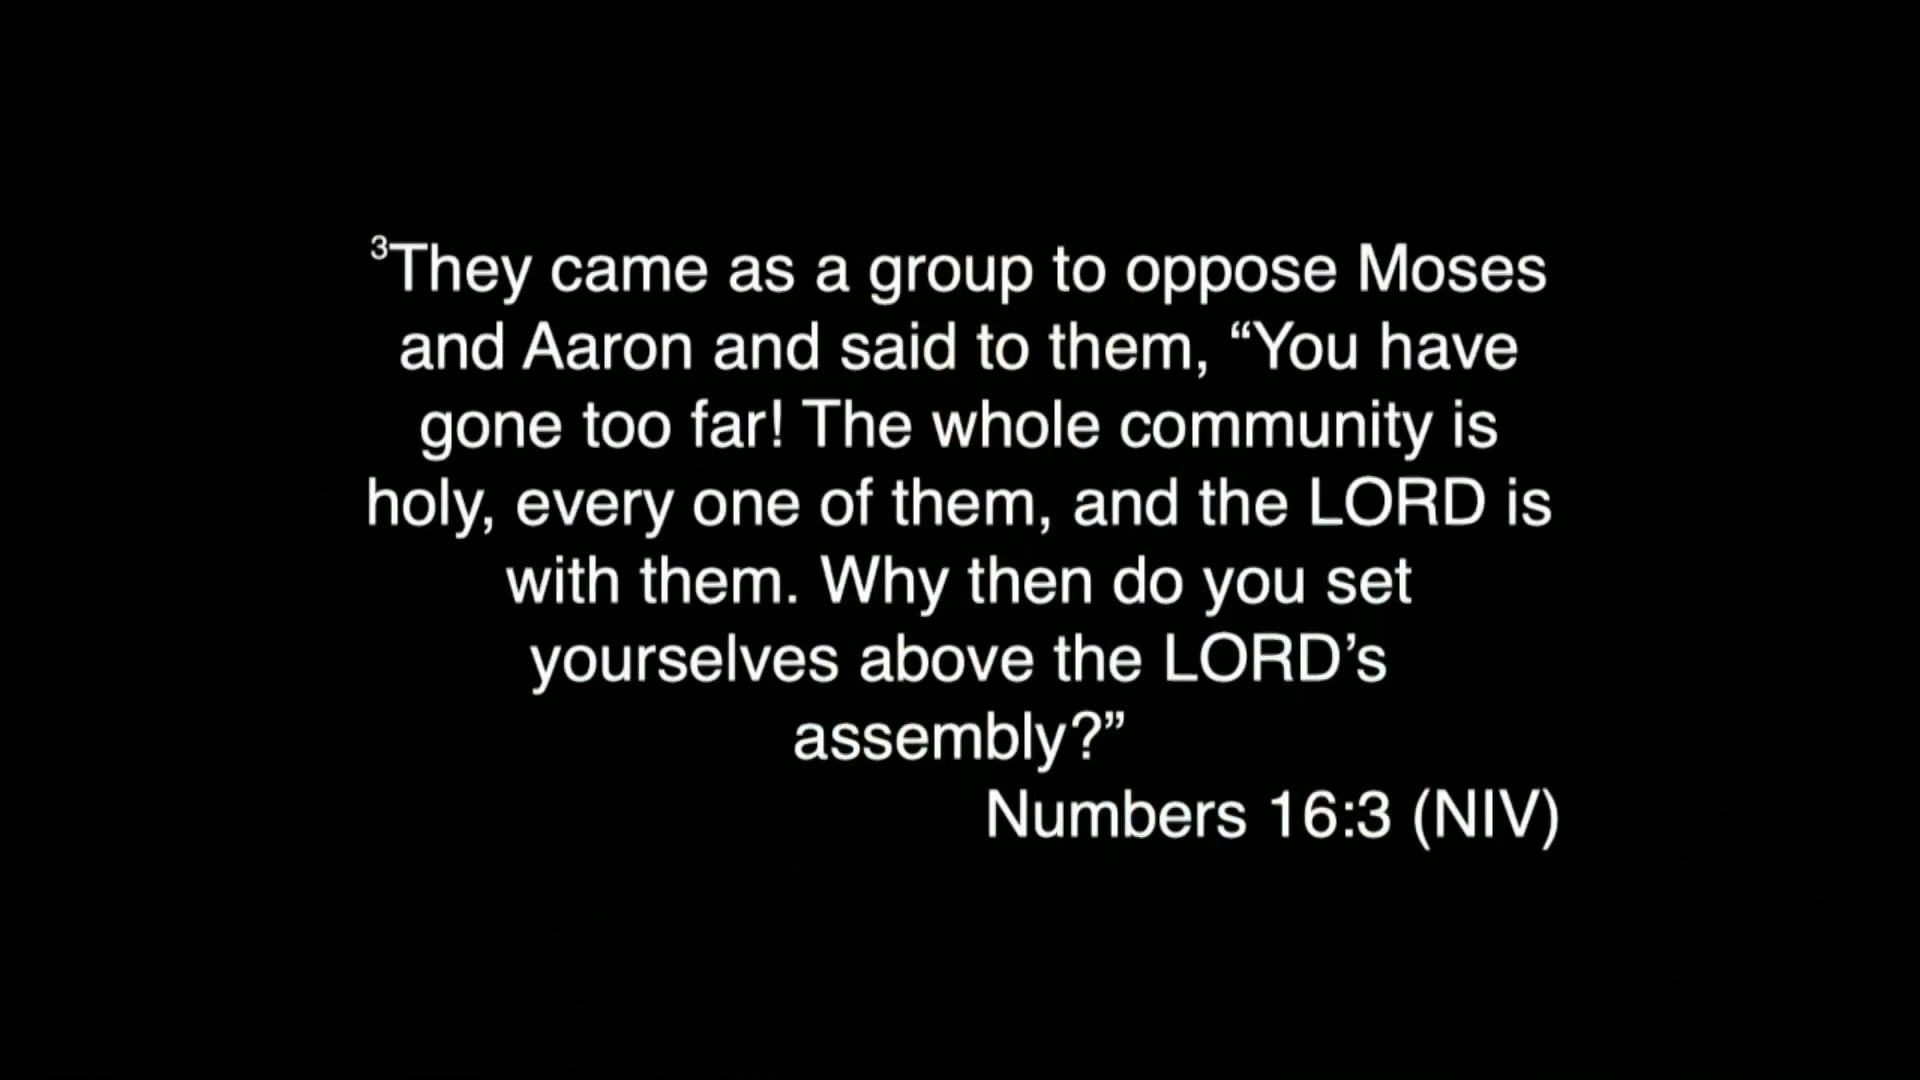 ³They came as a group to oppose Moses
and Aaron and said to them, “You have
gone too far! The whole community is
holy, every one of them, and the LORD is
with them. Why then do you set
yourselves above the LORD’s
assembly?”
Numbers 16:3 (NIV)